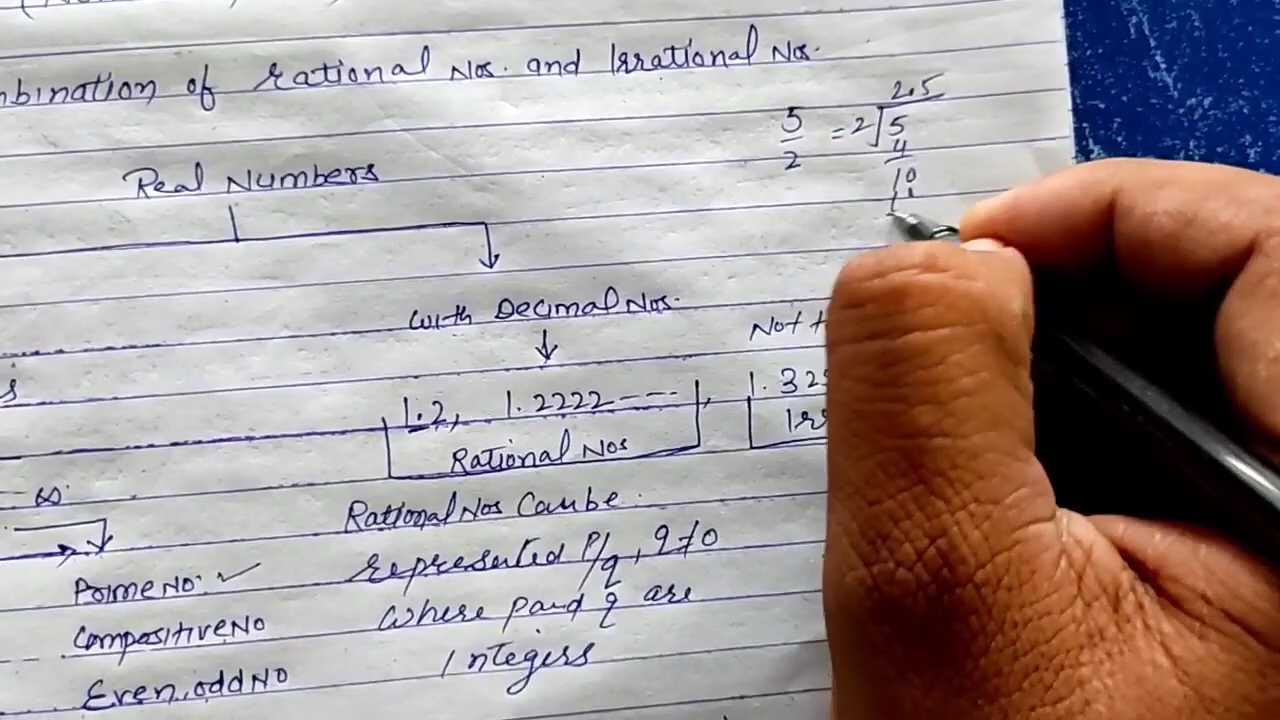 mbination of rational Nos. and Irrational Nos.
5/2 = 2)5
2.5
4
10
Real Numbers
With Decimal Nos.
Not t
1.2, 1.2222----, 1.32
Rational Nos
Irr
s
∞.
Rational Nos Can be
represented P/q, q≠0
where p and q are
Integers
Prime No: ✓
Compositive No
Even, odd No